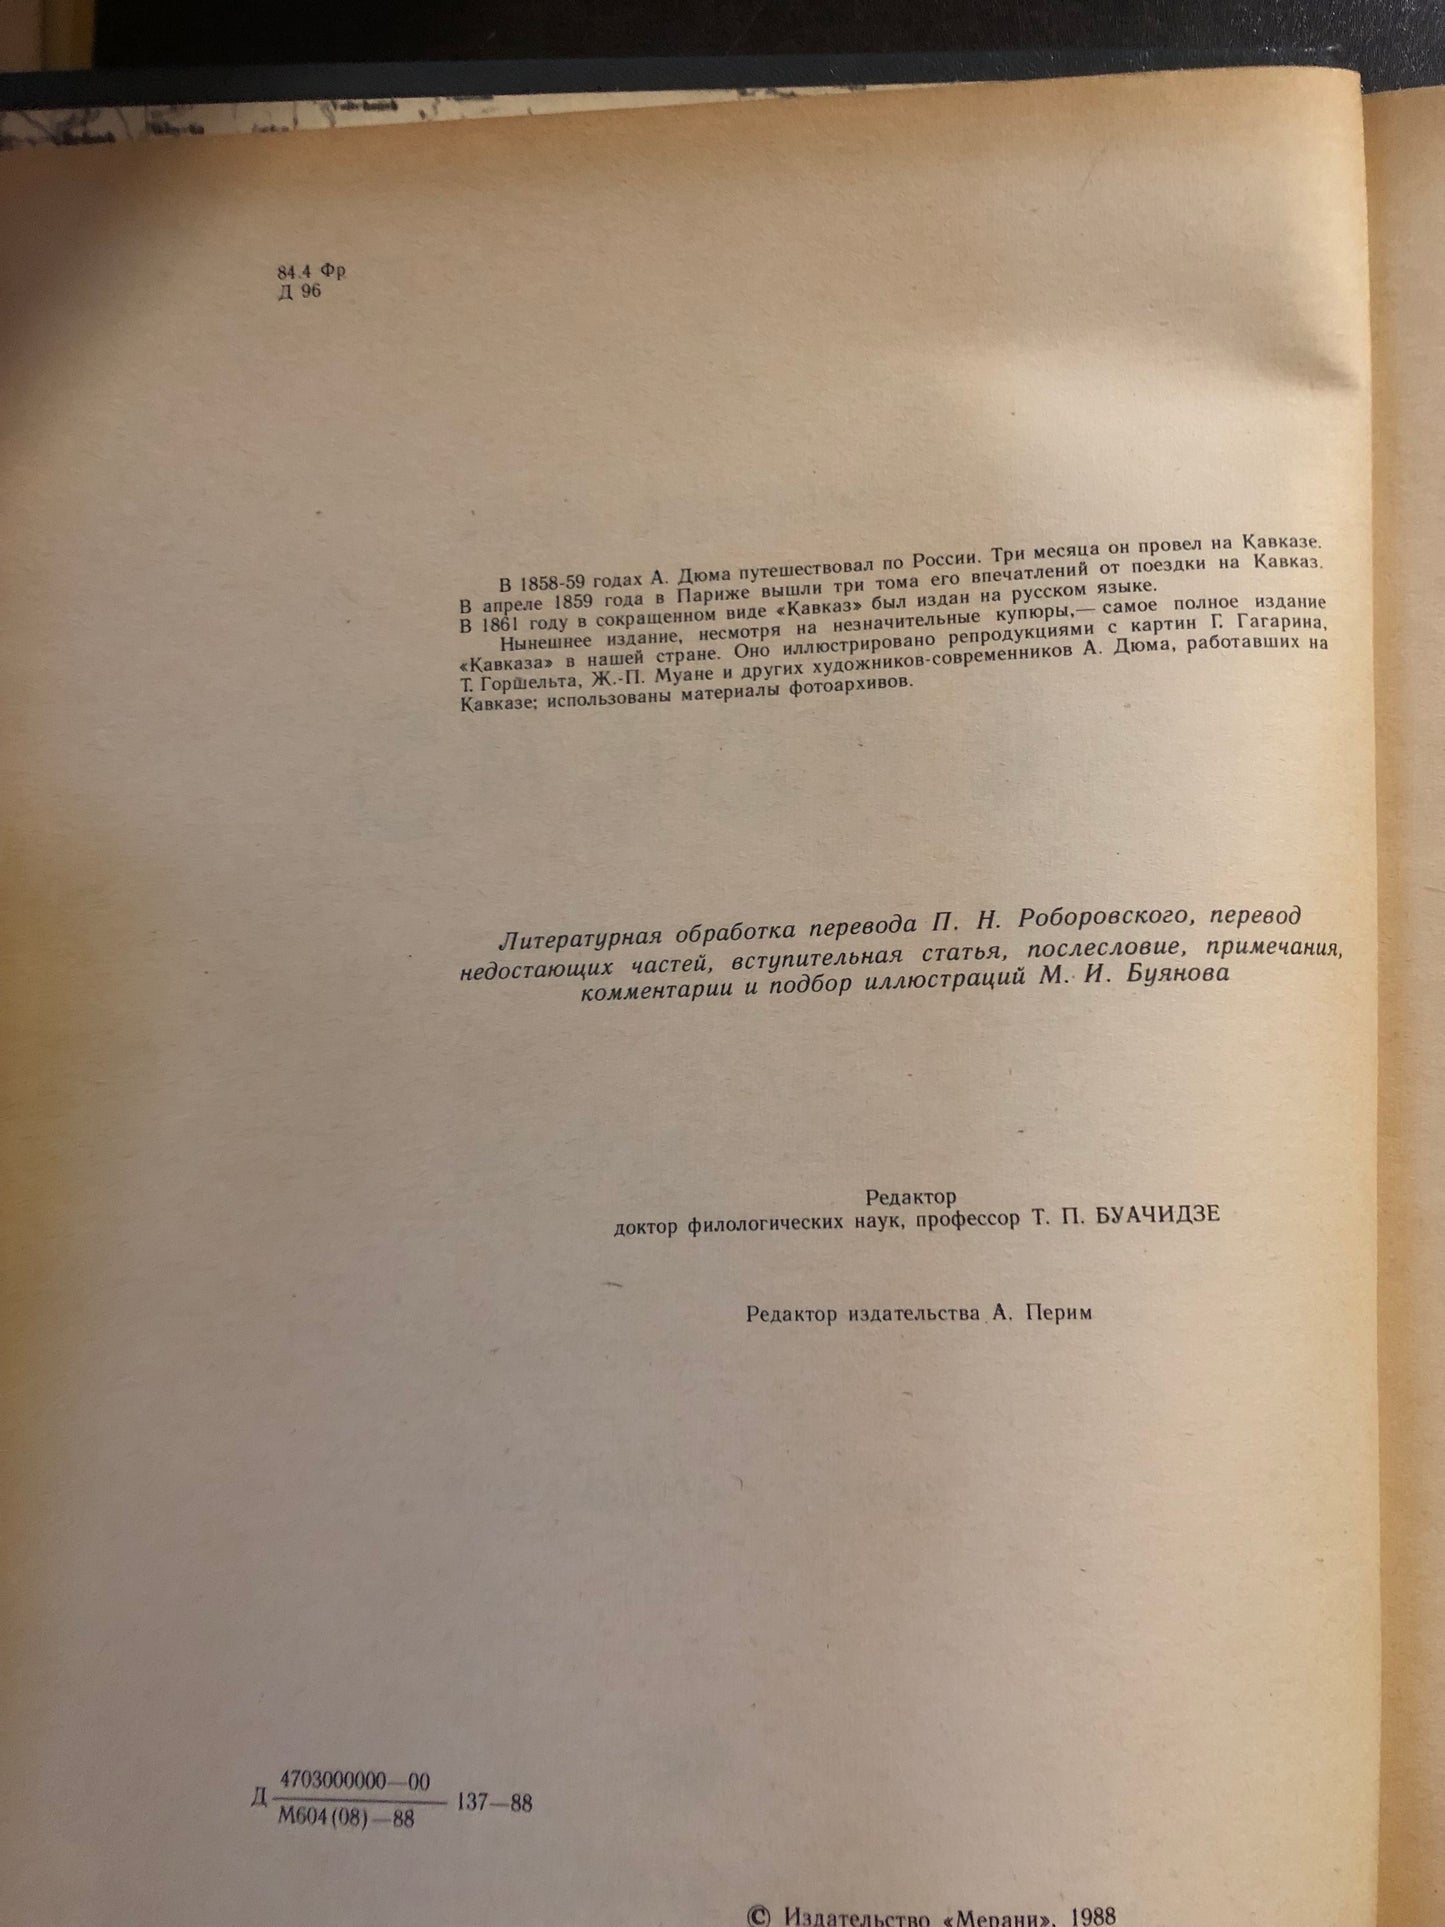 84.4 Фр
Д 96
В 1858-59 годах А. Дюма путешествовал по России. Три месяца он провел на Кавказе.
В апреле 1859 года в Париже вышли три тома его впечатлений от поездки на Кавказ.
В 1861 году в сокращенном виде «Кавказ» был издан на русском языке.
Нынешнее издание, несмотря на незначительные купюры,— самое полное издание
«Кавказа» в нашей стране. Оно иллюстрировано репродукциями с картин Г. Гагарина,
Т. Горшельта, Ж.-П. Муане и других художников-современников А. Дюма, работавших на
Кавказе; использованы материалы фотоархивов.
Литературная обработка перевода П. Н. Роборовского, перевод
недостающих частей, вступительная статья, послесловие, примечания,
комментарии и подбор иллюстраций М. И. Буянова
Редактор
доктор филологических наук, профессор Т. П. БУАЧИДЗЕ
Редактор издательства А. Перим
4703000000—00
Д 137—88
М604(08)—88
© Издательство «Мерани», 1988